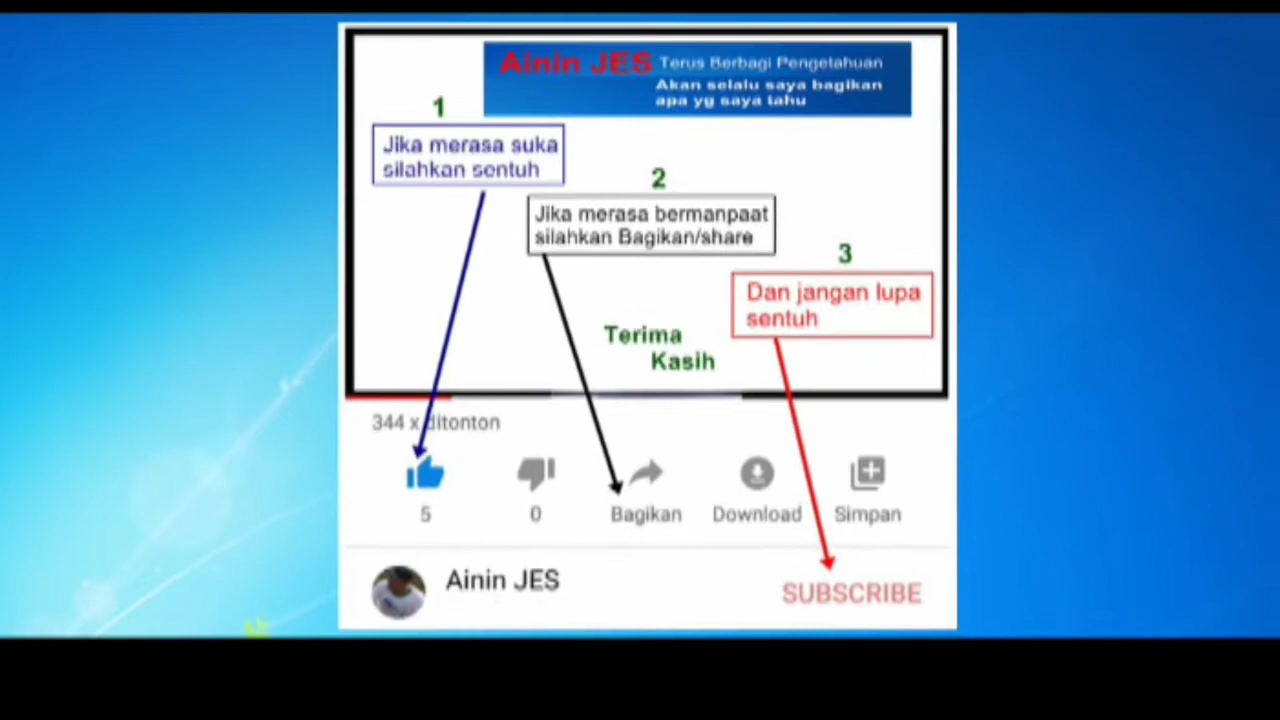 Ainin JES Terus Berbagi Pengetahuan
Akan selalu saya bagikan
apa yg saya tahu
1
Jika merasa suka
silahkan sentuh
2
Jika merasa bermanpaat
silahkan Bagikan/share
3
Dan jangan lupa
sentuh
Terima
Kasih
344 x ditonton
5
0
Bagikan
Download
Simpan
Ainin JES
SUBSCRIBE